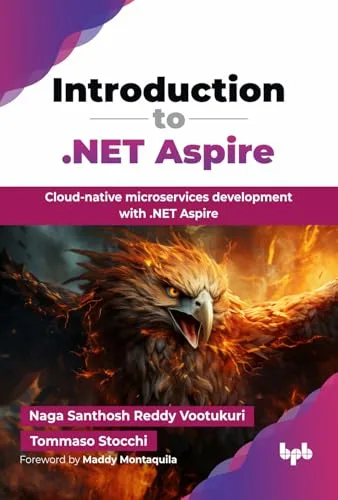 Introduction
to
.NET Aspire
Cloud-native microservices development
with .NET Aspire
Naga Santhosh Reddy Vootukuri
Tommaso Stocchi
Foreword by Maddy Montaquila
bpb